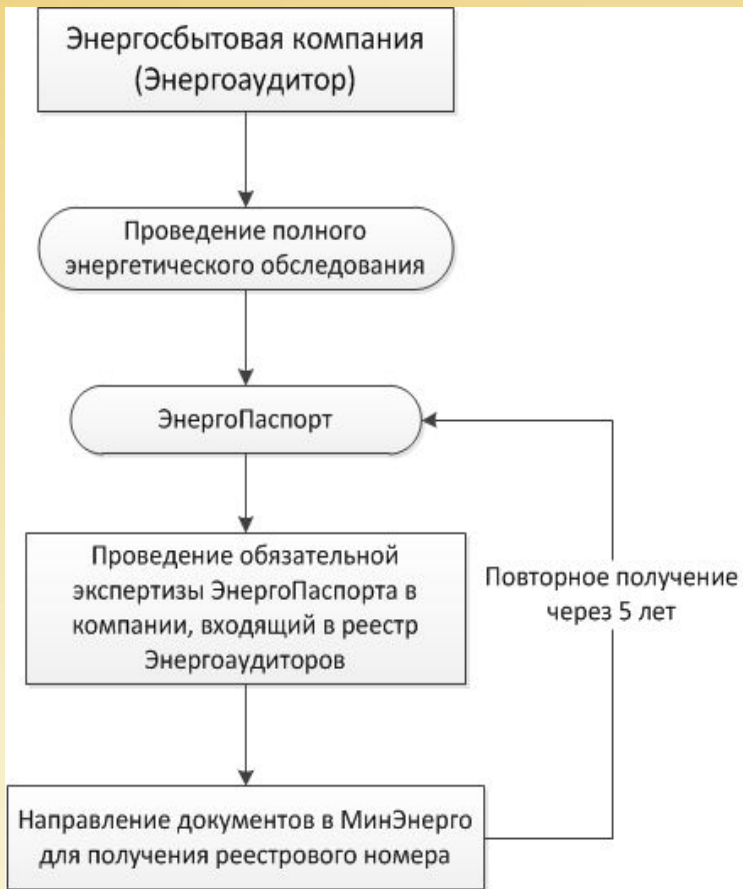 Энергосбытовая компания
(Энергоаудитор)
Проведение полного
энергетического обследования
ЭнергоПаспорт
Проведение обязательной
экспертизы ЭнергоПаспорта в
компании, входящий в реестр
Энергоаудиторов
Повторное получение
через 5 лет
Направление документов в МинЭнерго
для получения реестрового номера